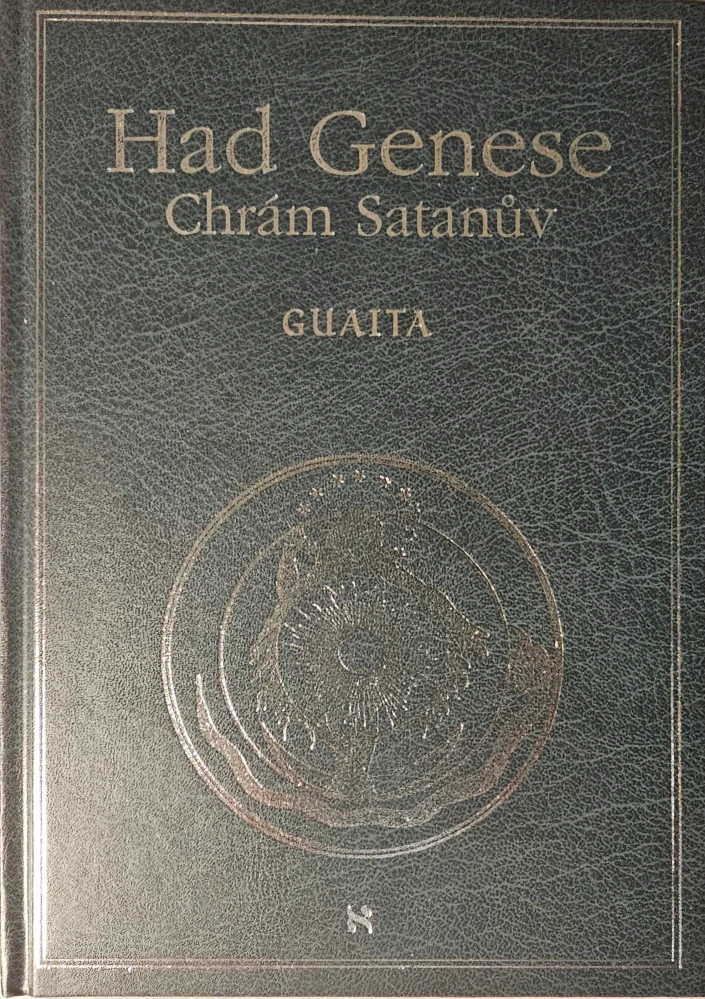 Had Genese
Chrám Satanův
GUAITA
א